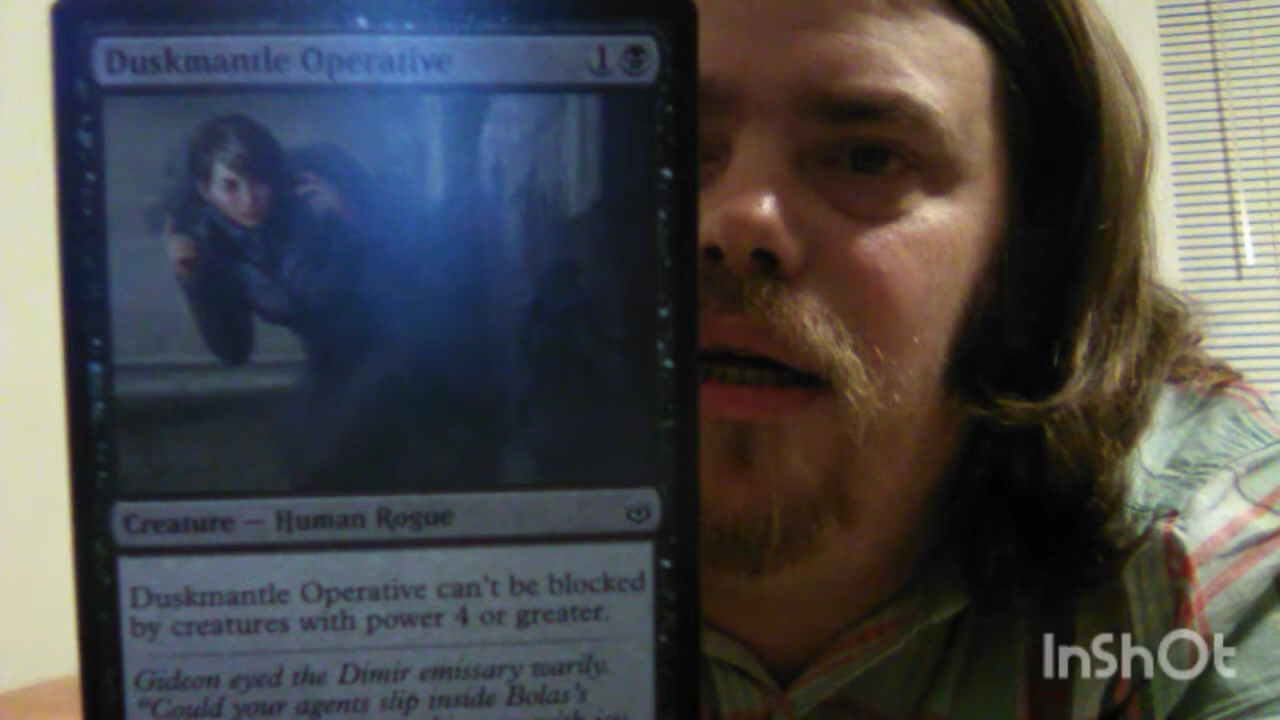 Duskmantle Operative 1
Creature — Human Rogue
Duskmantle Operative can't be blocked
by creatures with power 4 or greater.
Gideon eyed the Dimir emissary warily.
"Could your agents slip inside Bolas's
InShOt